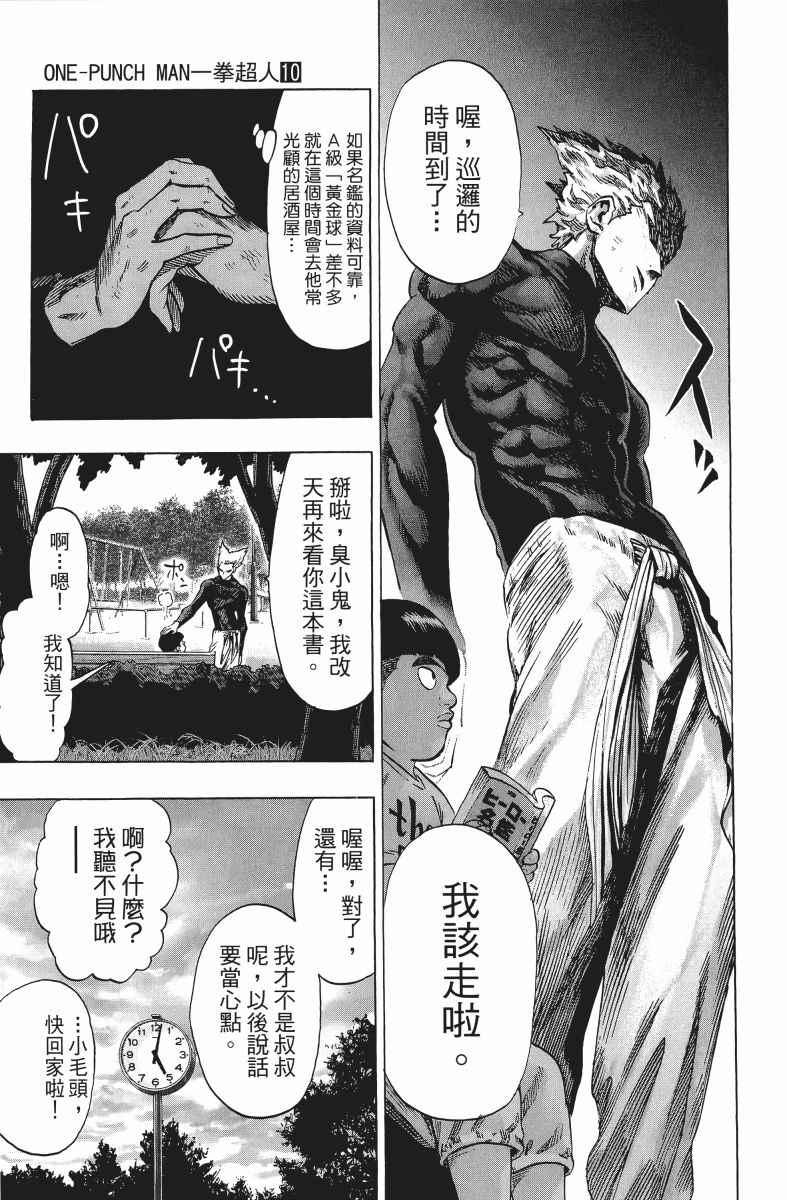 ONE-PUNCH MAN一拳超人10
喔，巡邏的
時間到了…
ス
ヒーロー
名鑑
the
我該走啦。
如果名鑑的資料可靠，
A級「黃金球」差不多
就在這個時間會去他常
光顧的居酒屋…
パキ
パキ…
掰啦，臭小鬼，我改
天再來看你這本書。
ポン
啊…嗯！
我知道了！
喔喔，對了，
還有…
我才不是叔叔
呢，以後說話
要當心點。
啊？什麼？
我聽不見哦
——
…小毛頭，
快回家啦！